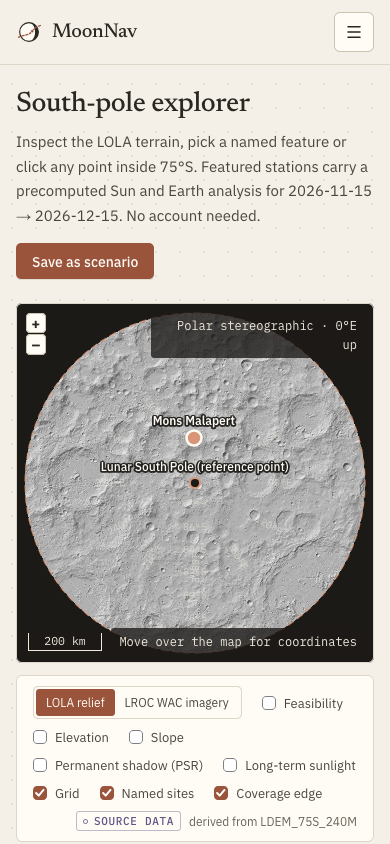 MoonNav
South-pole explorer
Inspect the LOLA terrain, pick a named feature or
click any point inside 75°S. Featured stations carry a
precomputed Sun and Earth analysis for 2026-11-15
→ 2026-12-15. No account needed.
Save as scenario
+
−
Polar stereographic · 0°E
up
Mons Malapert
Lunar South Pole (reference point)
200 km
Move over the map for coordinates
LOLA relief
LROC WAC imagery
Feasibility
Elevation
Slope
Permanent shadow (PSR)
Long-term sunlight
Grid
Named sites
Coverage edge
SOURCE DATA
derived from LDEM_75S_240M